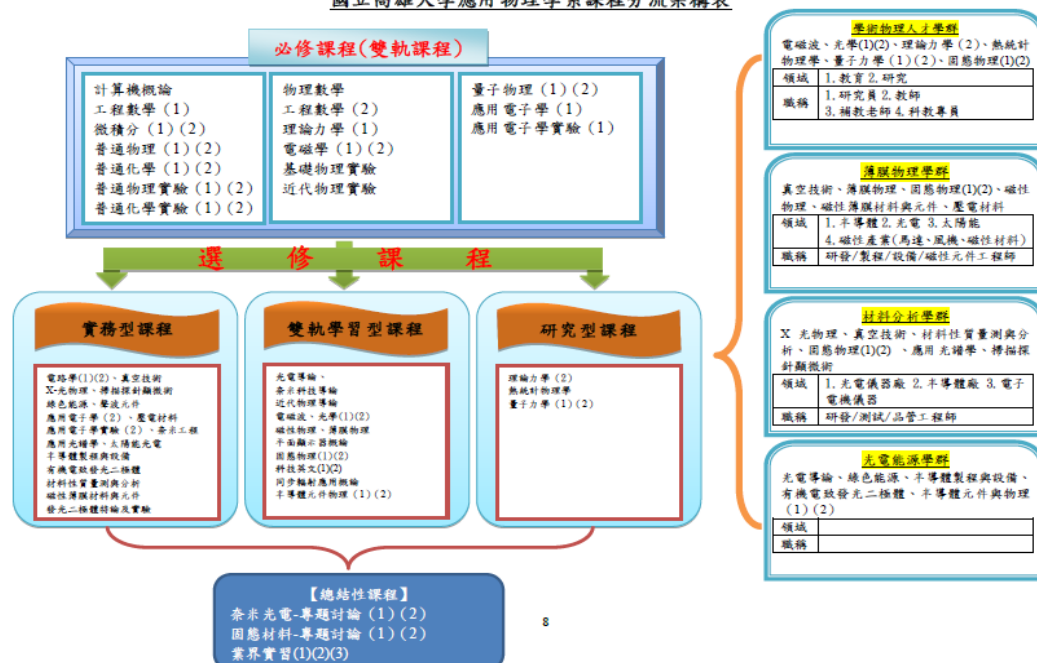 國立高雄大學應用物理學系課程分流架構表
必修課程(雙軌課程)
計算機概論
工程數學 (1)
微積分 (1) (2)
普通物理 (1) (2)
普通化學 (1) (2)
普通物理實驗 (1) (2)
普通化學實驗 (1) (2)
物理數學
工程數學 (2)
理論力學 (1)
電磁學 (1) (2)
基礎物理實驗
近代物理實驗
量子物理 (1) (2)
應用電子學 (1)
應用電子學實驗 (1)
選修課程
實務型課程
電路學(1)(2)、真空技術
X-光物理、掃描探針顯微術
綠色能源、聲波元件
應用電子學 (2)、壓電材料
應用電子學實驗 (2)、奈米工程
應用光譜學、太陽能光電
半導體製程與設備
有機電致發光二極體
材料性質量測與分析
磁性薄膜材料與元件
發光二極體特論及實驗
雙軌學習型課程
光電導論、
奈米科技導論
近代物理導論
電磁波、光學(1)(2)
磁性物理、薄膜物理
平面顯示器概論
固態物理(1)(2)
科技英文(1)(2)
同步輻射應用概論
半導體元件物理 (1) (2)
研究型課程
理論力學 (2)
熱統計物理學
量子力學 (1) (2)
【總結性課程】
奈米光電-專題討論 (1) (2)
固態材料-專題討論 (1) (2)
業界實習(1)(2)(3)
學術物理人才學群
電磁波、光學(1)(2)、理論力學 (2)、熱統計
物理學、量子力學 (1) (2)、固態物理(1)(2)
領域 1.教育 2.研究
職稱 1.研究員 2.教師
3.補教老師 4.科教專員
薄膜物理學群
真空技術、薄膜物理、固態物理(1)(2)、磁性
物理、磁性薄膜材料與元件、壓電材料
領域 1.半導體 2.光電 3.太陽能
4.磁性產業(馬達、風機、磁性材料)
職稱 研發/製程/設備/磁性元件工程師
材料分析學群
X 光物理、真空技術、材料性質量測與分
析、固態物理(1)(2) 、應用光譜學、掃描探
針顯微術
領域 1.光電儀器廠 2.半導體廠 3.電子
電機儀器
職稱 研發/測試/品管工程師
光電能源學群
光電導論、綠色能源、半導體製程與設備、
有機電致發光二極體、半導體元件與物理
(1) (2)
領域
職稱
8